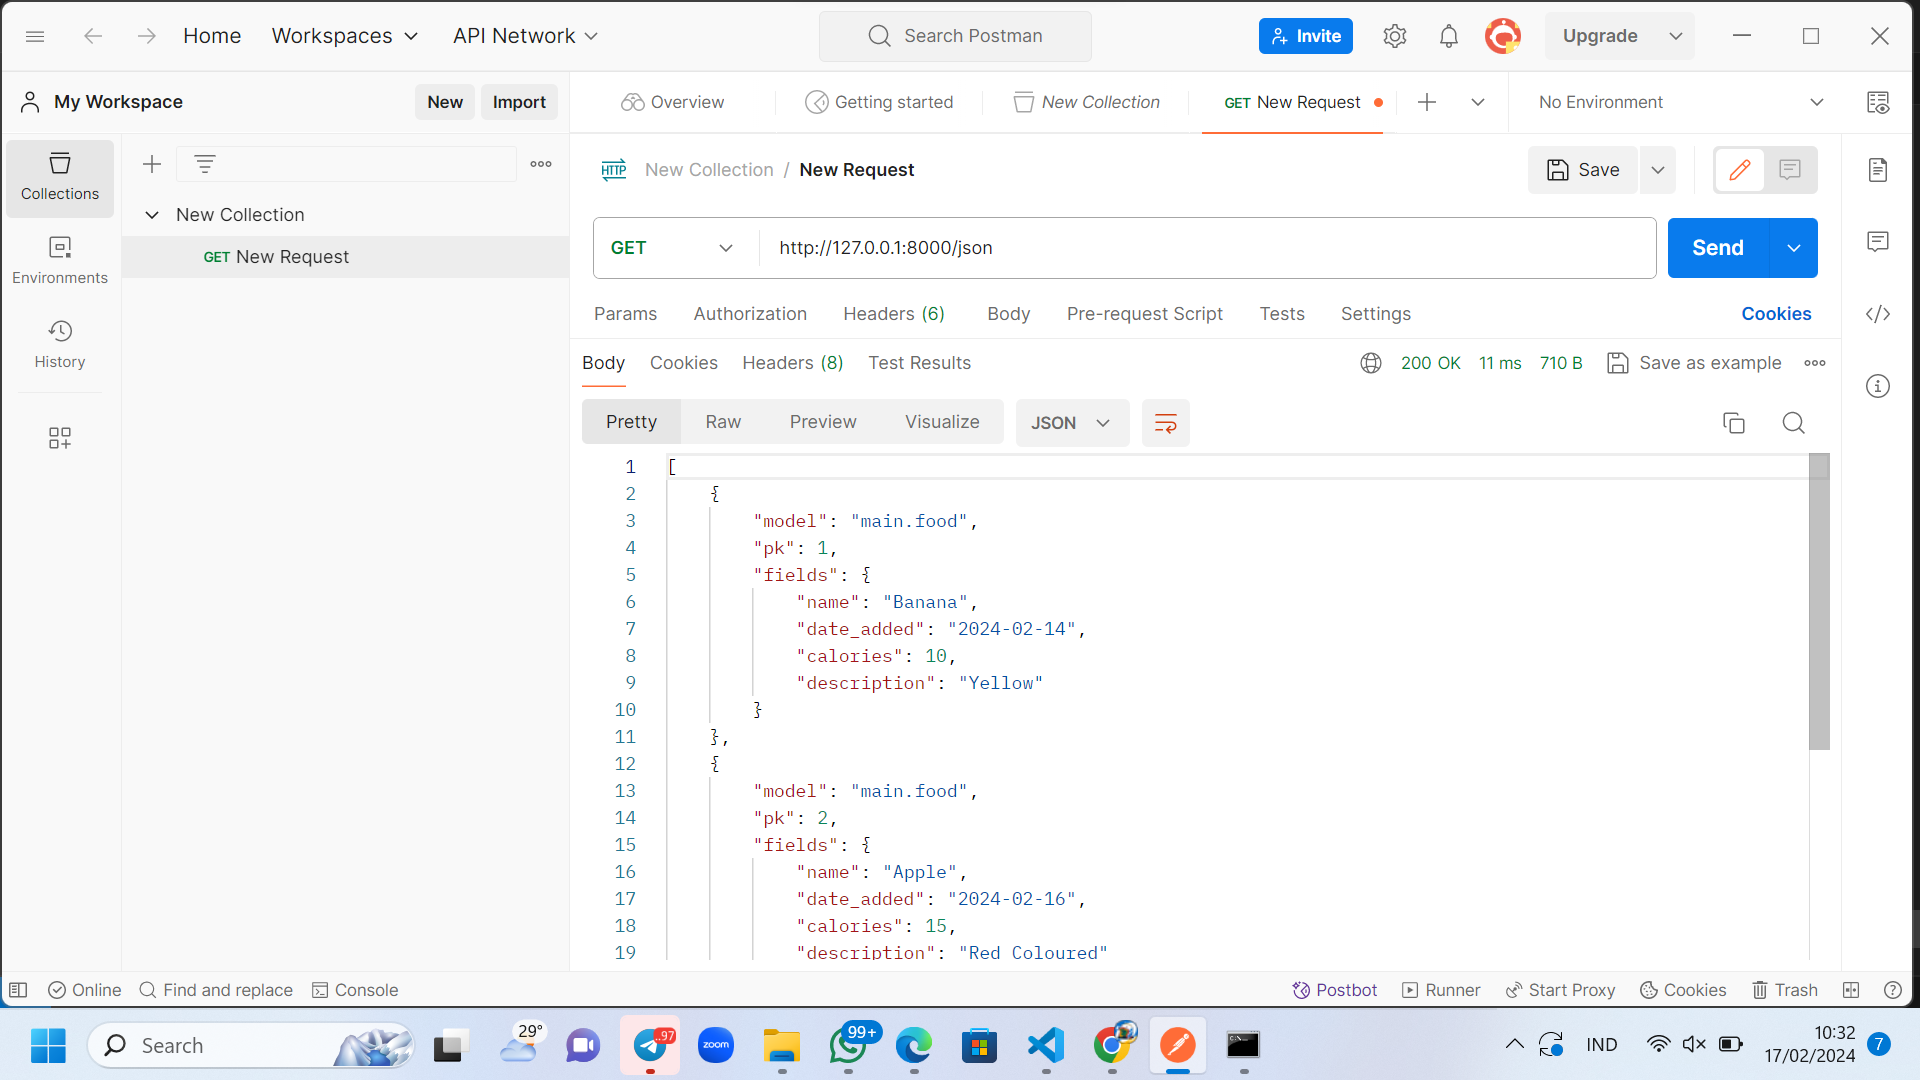 Home
Workspaces
API Network
Search Postman
Invite
Upgrade
My Workspace
New
Import
Overview
Getting started
New Collection
GET New Request
No Environment
Collections
Environments
History
New Collection
GET New Request
HTTP
New Collection / New Request
Save
GET
http://127.0.0.1:8000/json
Send
Params
Authorization
Headers (6)
Body
Pre-request Script
Tests
Settings
Cookies
Body
Cookies
Headers (8)
Test Results
200 OK
11 ms
710 B
Save as example
Pretty
Raw
Preview
Visualize
JSON
1 [
2 {
3 "model": "main.food",
4 "pk": 1,
5 "fields": {
6 "name": "Banana",
7 "date_added": "2024-02-14",
8 "calories": 10,
9 "description": "Yellow"
10 }
11 },
12 {
13 "model": "main.food",
14 "pk": 2,
15 "fields": {
16 "name": "Apple",
17 "date_added": "2024-02-16",
18 "calories": 15,
19 "description": "Red Coloured"
Online
Find and replace
Console
Postbot
Runner
Start Proxy
Cookies
Trash
Search
29°
..97
zoom
99+
IND
10:32
17/02/2024
7